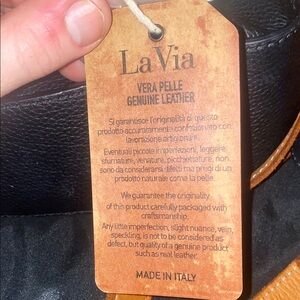 La Via
VERA PELLE
GENUINE LEATHER
Si garantisce l'originalità di questo
prodotto accuratamente confezionato con
lavorazione artigianale.
Eventuali piccole imperfezioni, leggere
sfumature, venature, picchiettature, non
sono da considerarsi difetti ma pregi di un
prodotto naturale come la pelle.
We guarantee the originality
of this product carefully packaged with
craftsmanship.
Any little imperfection, slight nuance, vein,
speckling, is not to be considered as
defect, but quality of a genuine product
such as real leather.
MADE IN ITALY